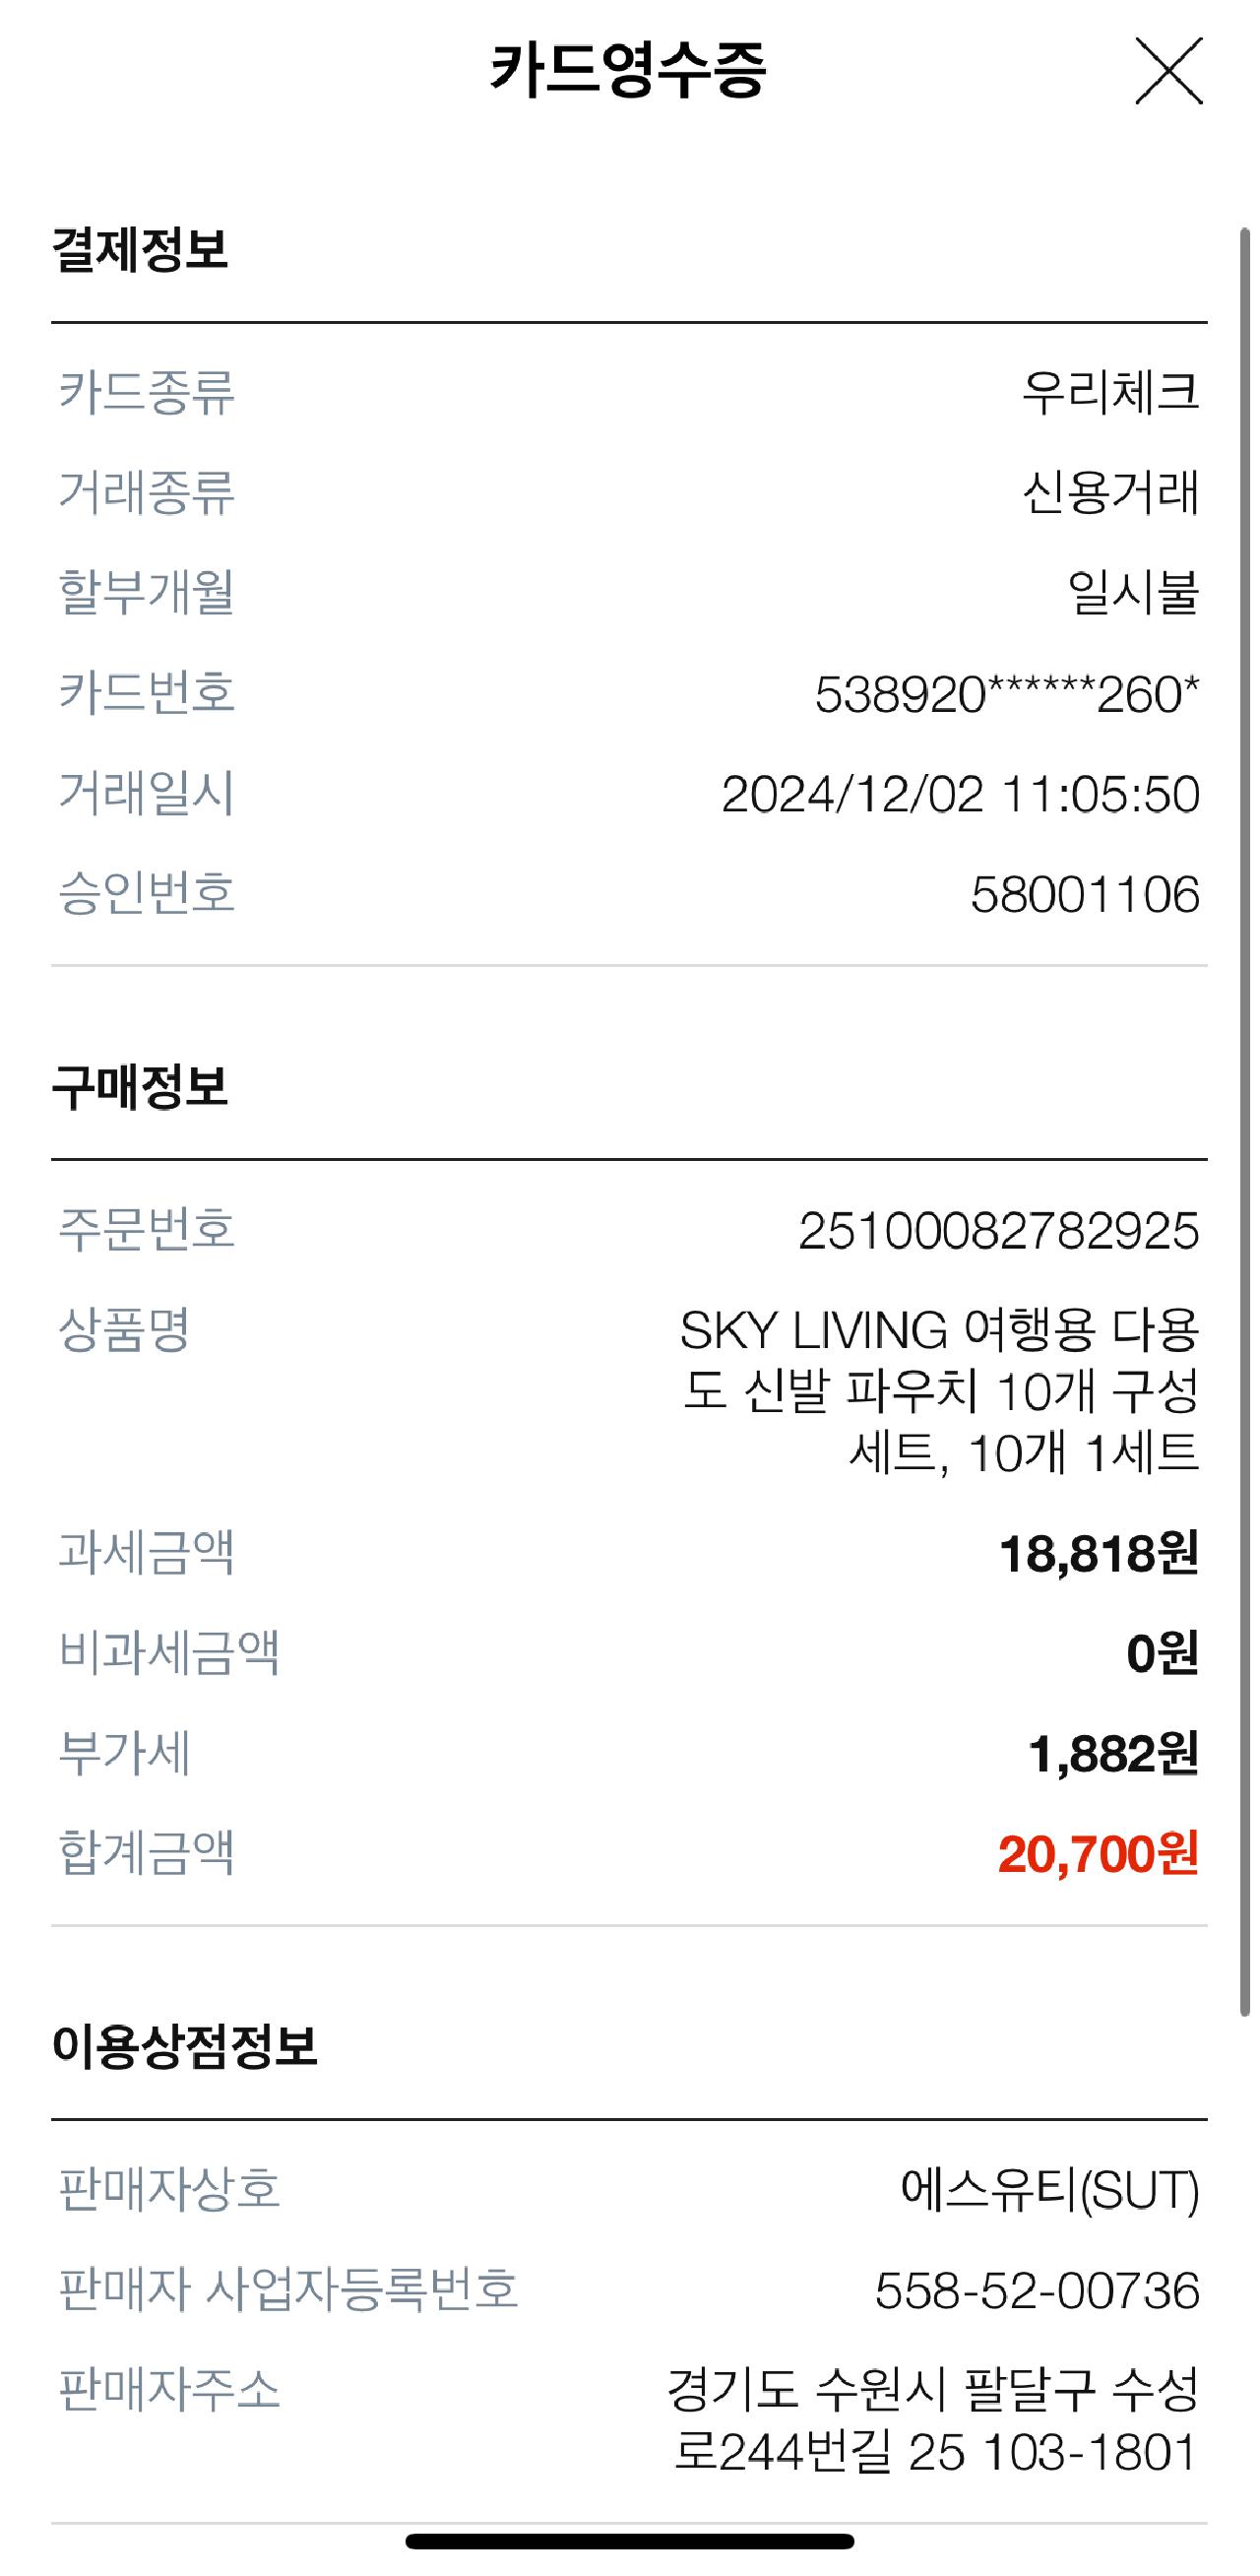 카드영수증
결제정보
카드종류 우리체크
거래종류 신용거래
할부개월 일시불
카드번호 538920******260*
거래일시 2024/12/02 11:05:50
승인번호 58001106
구매정보
주문번호 25100082782925
상품명 SKY LIVING 여행용 다용
도 신발 파우치 10개 구성
세트, 10개 1세트
과세금액 18,818원
비과세금액 0원
부가세 1,882원
합계금액 20,700원
이용상점정보
판매자상호 에스유티(SUT)
판매자 사업자등록번호 558-52-00736
판매자주소 경기도 수원시 팔달구 수성
로244번길 25 103-1801